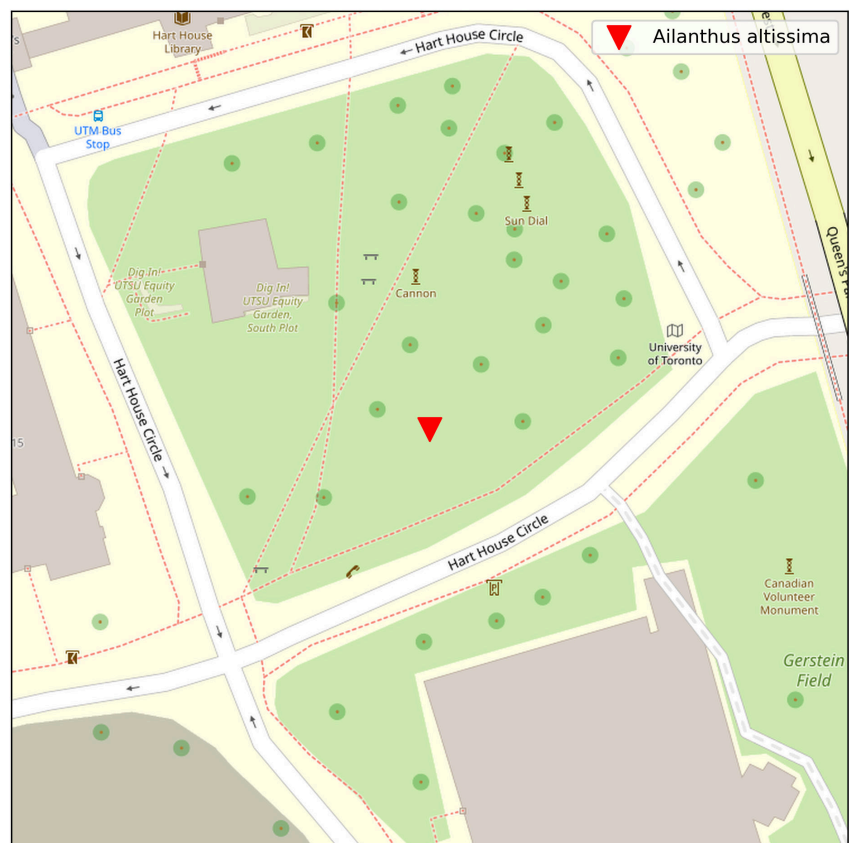 Hart House
Library
Hart House Circle
Ailanthus altissima
UTM Bus
Stop
Sun Dial
Dig In!
UTSU Equity
Garden
Plot
Dig In!
UTSU Equity
Garden,
South Plot
Cannon
University
of Toronto
Hart House Circle
15
Hart House Circle
Canadian
Volunteer
Monument
Gerstein
Field